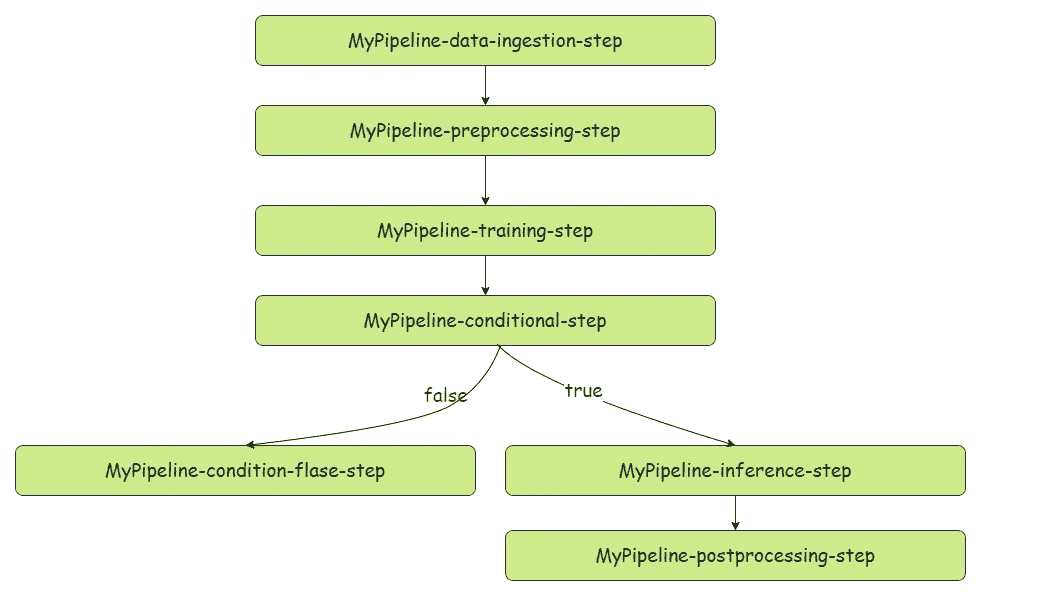 MyPipeline-data-ingestion-step
MyPipeline-preprocessing-step
MyPipeline-training-step
MyPipeline-conditional-step
false
true
MyPipeline-condition-flase-step
MyPipeline-inference-step
MyPipeline-postprocessing-step